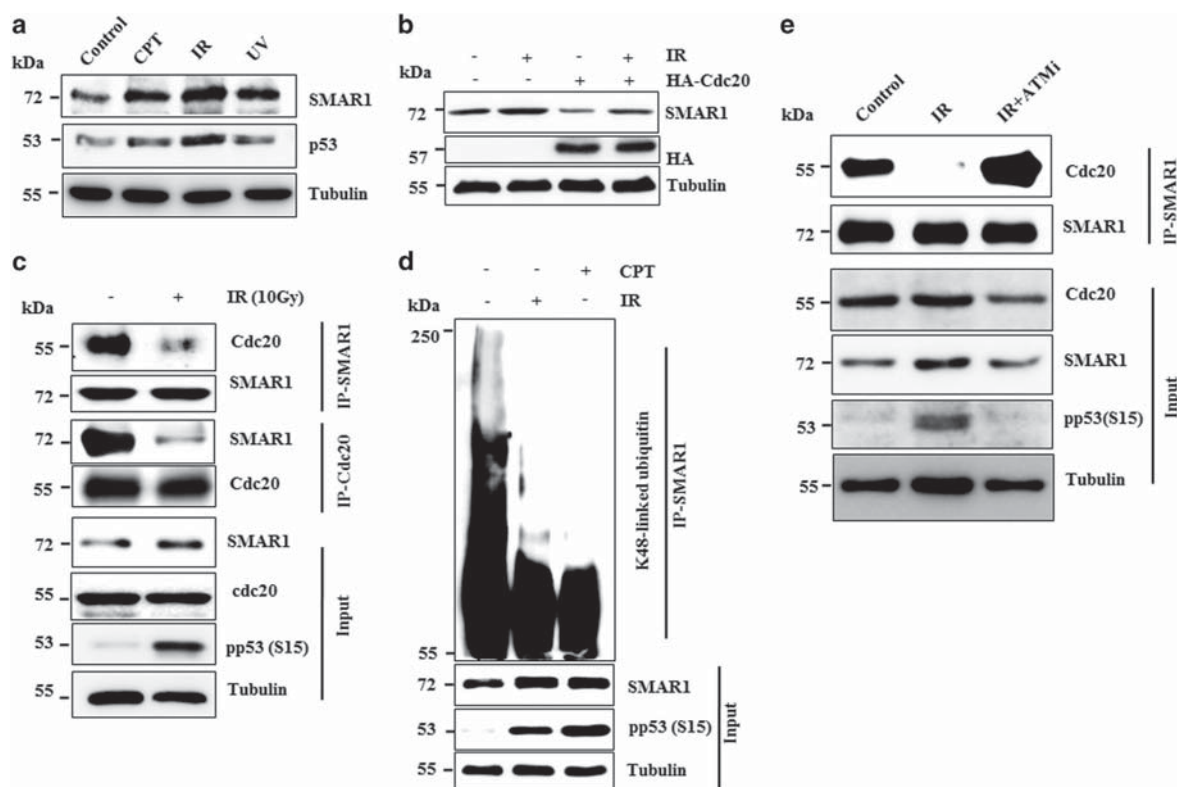 a
kDa
Control
CPT
IR
UV
72
SMAR1
53
p53
55
Tubulin
b
kDa
- + - + IR
- - + + HA-Cdc20
72
SMAR1
57
HA
55
Tubulin
c
kDa
- + IR (10Gy)
55
Cdc20
72
SMAR1
IP-SMAR1
72
SMAR1
55
Cdc20
IP-Cdc20
72
SMAR1
55
cdc20
53
pp53 (S15)
55
Tubulin
Input
d
kDa
- - + CPT
- + - IR
250
55
K48-linked ubiquitin
IP-SMAR1
72
SMAR1
53
pp53 (S15)
55
Tubulin
Input
e
kDa
Control
IR
IR+ATMi
55
Cdc20
72
SMAR1
IP-SMAR1
55
Cdc20
72
SMAR1
53
pp53(S15)
55
Tubulin
Input